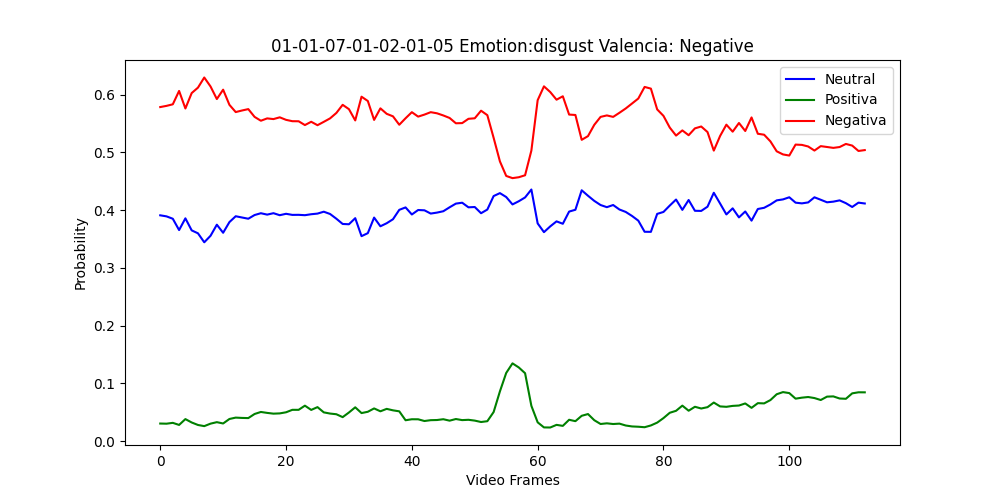 01-01-07-01-02-01-05 Emotion:disgust Valencia: Negative
Neutral
Positiva
Negativa
0.6
0.5
0.4
0.3
0.2
0.1
0.0
Probability
0 20 40 60 80 100
Video Frames